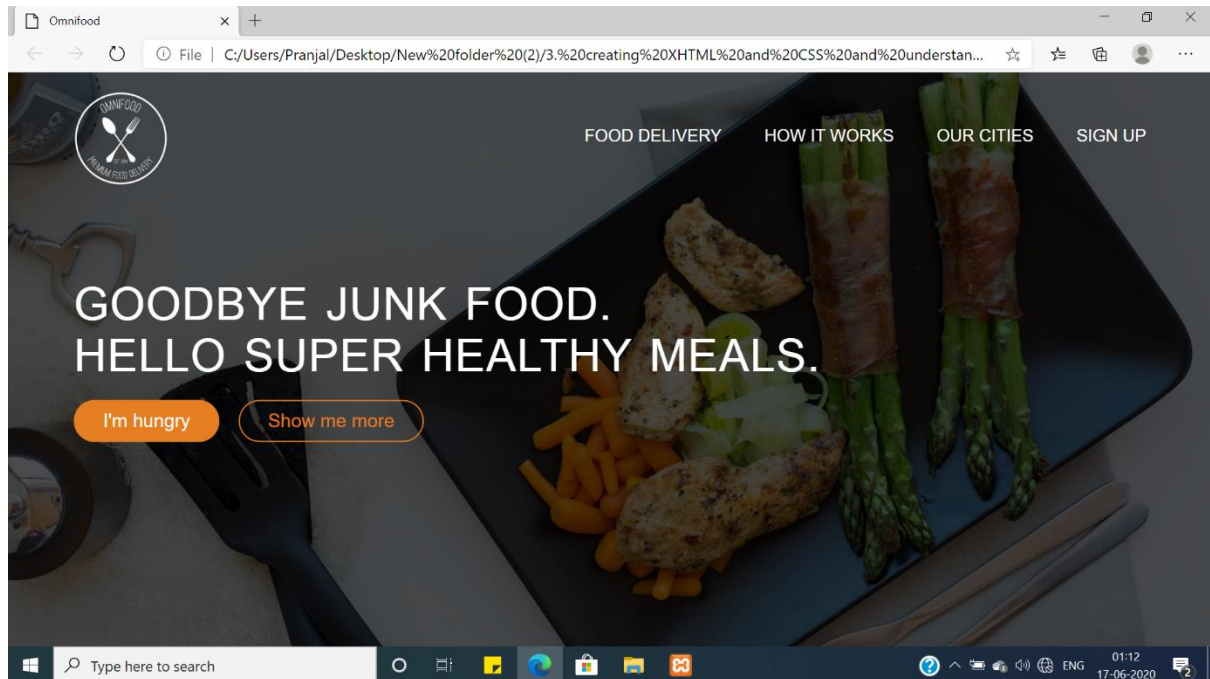 Omnifood
File | C:/Users/Pranjal/Desktop/New%20folder%20(2)/3.%20creating%20XHTML%20and%20CSS%20and%20understan...
OMNIFOOD
PREMIUM FOOD DELIVERY
FOOD DELIVERY HOW IT WORKS OUR CITIES SIGN UP
GOODBYE JUNK FOOD.
HELLO SUPER HEALTHY MEALS.
I'm hungry Show me more
Type here to search
ENG
01:12
17-06-2020
2